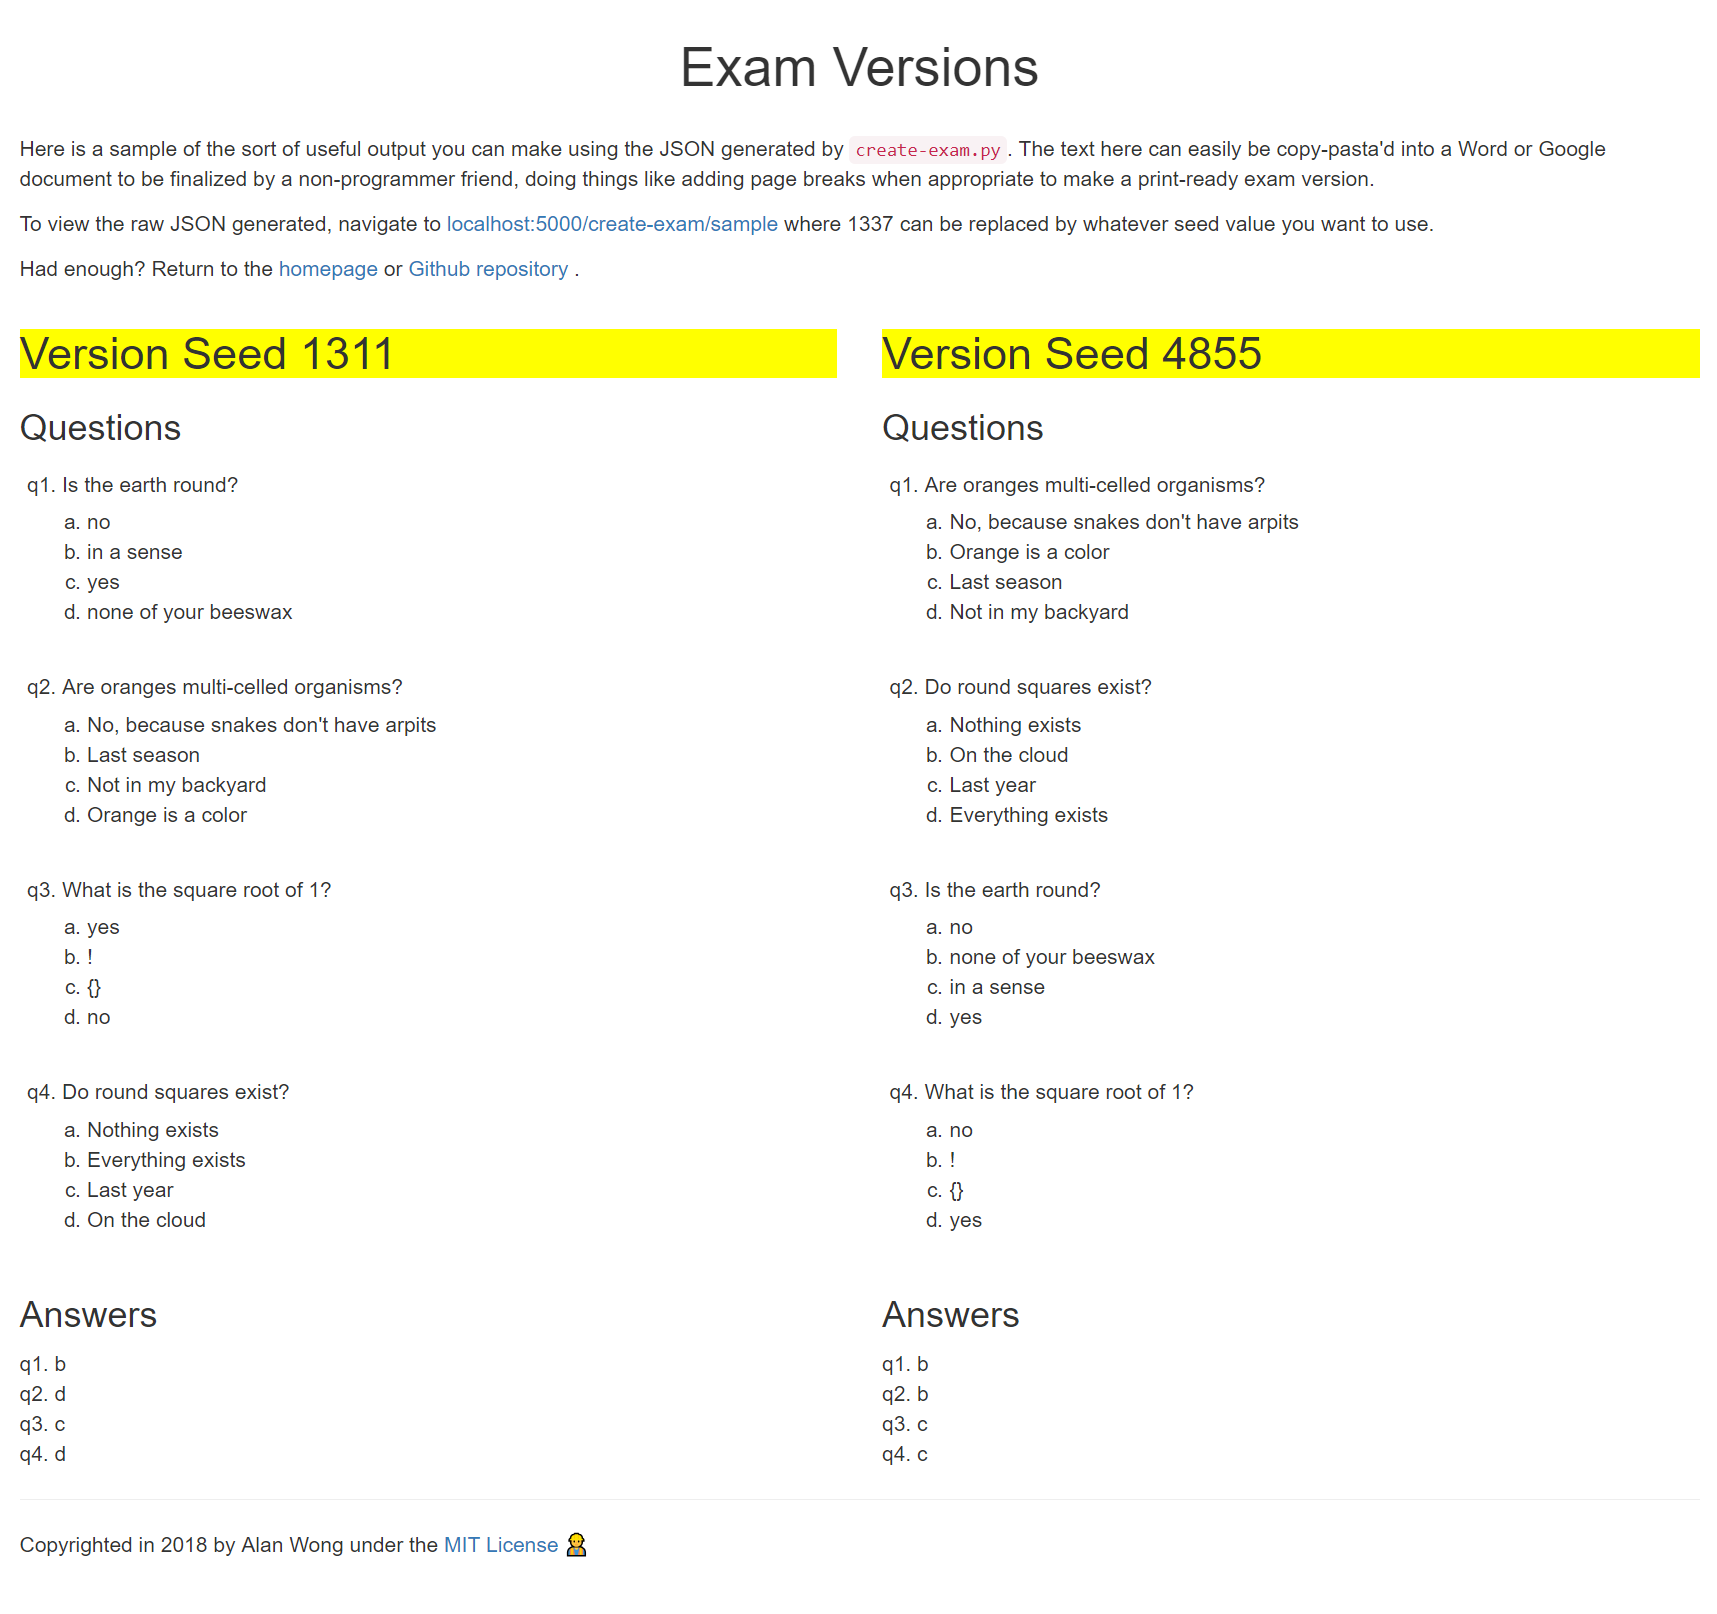 Exam Versions
Here is a sample of the sort of useful output you can make using the JSON generated by create-exam.py. The text here can easily be copy-pasta'd into a Word or Google
document to be finalized by a non-programmer friend, doing things like adding page breaks when appropriate to make a print-ready exam version.
To view the raw JSON generated, navigate to localhost:5000/create-exam/sample where 1337 can be replaced by whatever seed value you want to use.
Had enough? Return to the homepage or Github repository .
Version Seed 1311
Questions
q1. Is the earth round?
a. no
b. in a sense
c. yes
d. none of your beeswax
q2. Are oranges multi-celled organisms?
a. No, because snakes don't have arpits
b. Last season
c. Not in my backyard
d. Orange is a color
q3. What is the square root of 1?
a. yes
b. !
c. {}
d. no
q4. Do round squares exist?
a. Nothing exists
b. Everything exists
c. Last year
d. On the cloud
Answers
q1. b
q2. d
q3. c
q4. d
Version Seed 4855
Questions
q1. Are oranges multi-celled organisms?
a. No, because snakes don't have arpits
b. Orange is a color
c. Last season
d. Not in my backyard
q2. Do round squares exist?
a. Nothing exists
b. On the cloud
c. Last year
d. Everything exists
q3. Is the earth round?
a. no
b. none of your beeswax
c. in a sense
d. yes
q4. What is the square root of 1?
a. no
b. !
c. {}
d. yes
Answers
q1. b
q2. b
q3. c
q4. c
Copyrighted in 2018 by Alan Wong under the MIT License